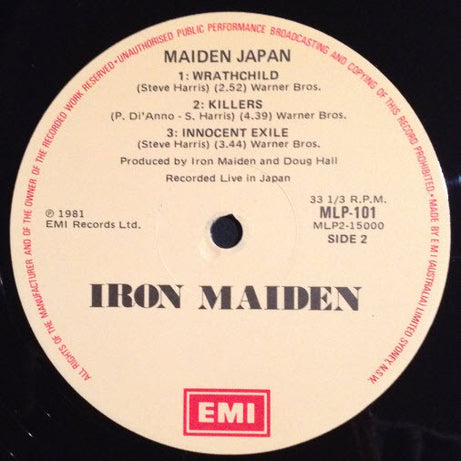 UNAUTHORISED PUBLIC PERFORMANCE BROADCASTING AND COPYING OF THIS RECORD PROHIBITED · MADE BY E M I (AUSTRALIA) LIMITED SYDNEY, N.S.W.
ALL RIGHTS OF THE MANUFACTURER AND OF THE OWNER OF THE RECORDED WORK RESERVED ·
MAIDEN JAPAN
1: WRATHCHILD
(Steve Harris) (2.52) Warner Bros.
2: KILLERS
(P. Di'Anno - S. Harris) (4.39) Warner Bros.
3: INNOCENT EXILE
(Steve Harris) (3.44) Warner Bros.
Produced by Iron Maiden and Doug Hall
Recorded Live in Japan
℗ 1981
EMI Records Ltd.
33 1/3 R.P.M.
MLP-101
MLP2-15000
SIDE 2
IRON MAIDEN
EMI